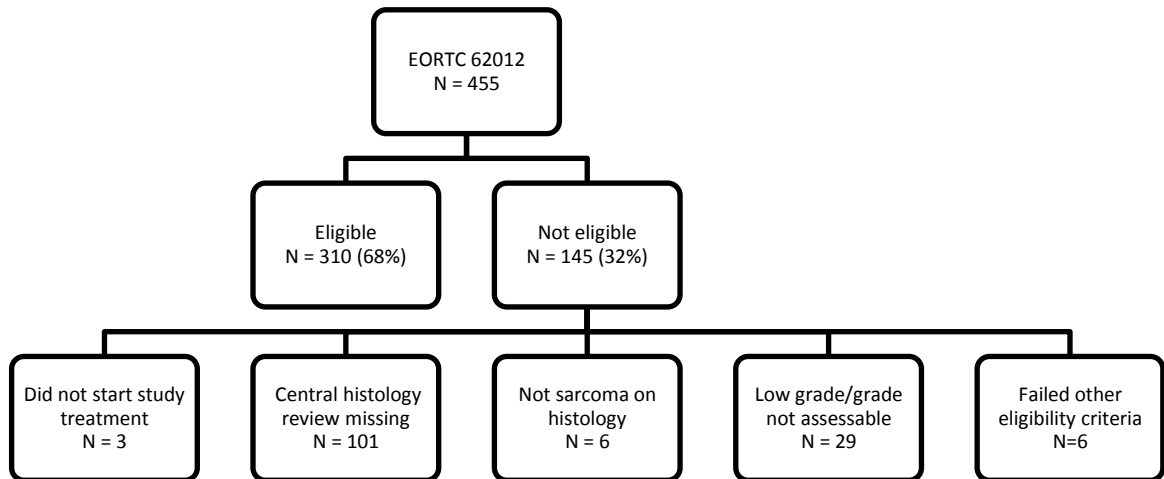 EORTC 62012
N = 455
Eligible
N = 310 (68%)
Not eligible
N = 145 (32%)
Did not start study
treatment
N = 3
Central histology
review missing
N = 101
Not sarcoma on
histology
N = 6
Low grade/grade
not assessable
N = 29
Failed other
eligibility criteria
N=6